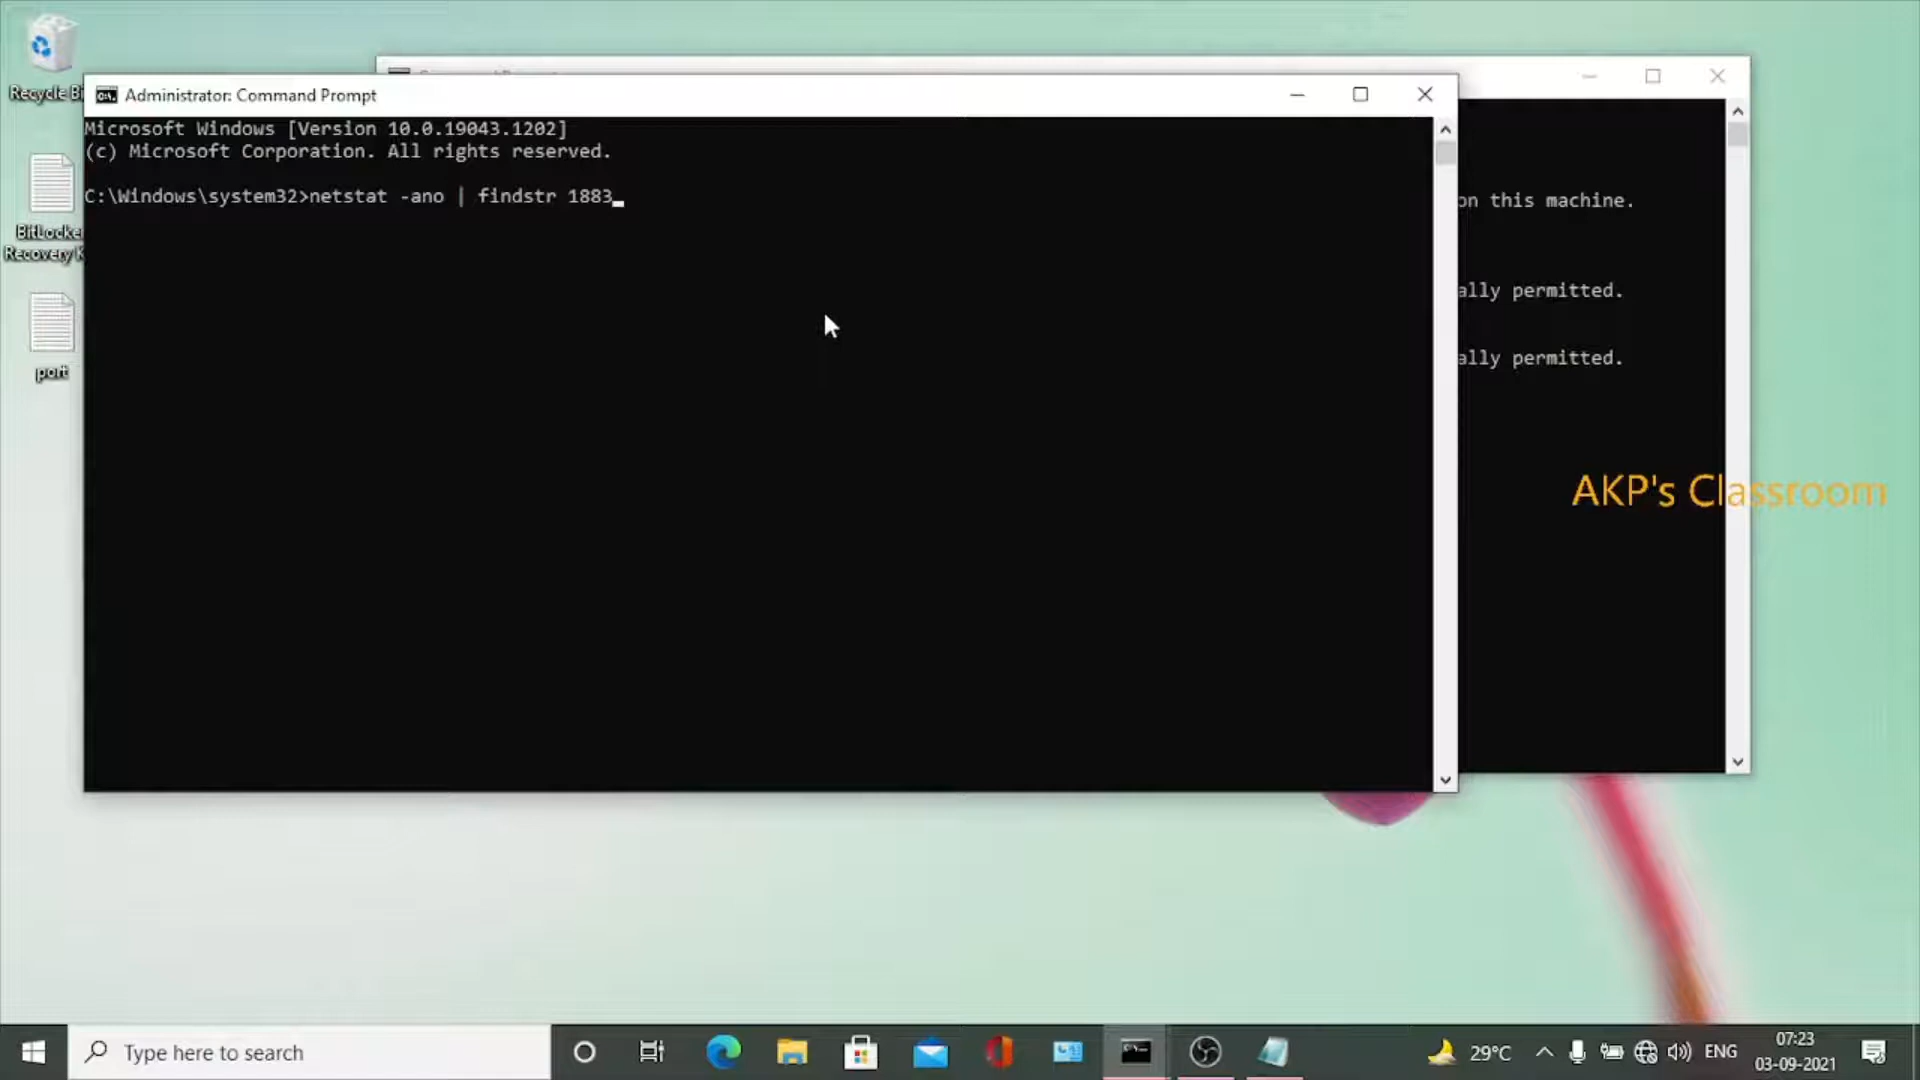 Recycle Bi
Administrator: Command Prompt
Microsoft Windows [Version 10.0.19043.1202]
(c) Microsoft Corporation. All rights reserved.
C:\Windows\system32>netstat -ano | findstr 1883
on this machine.
ally permitted.
ally permitted.
BitLocke
Recovery K
port
AKP's Classroom
Type here to search
29°C
ENG
07:23
03-09-2021